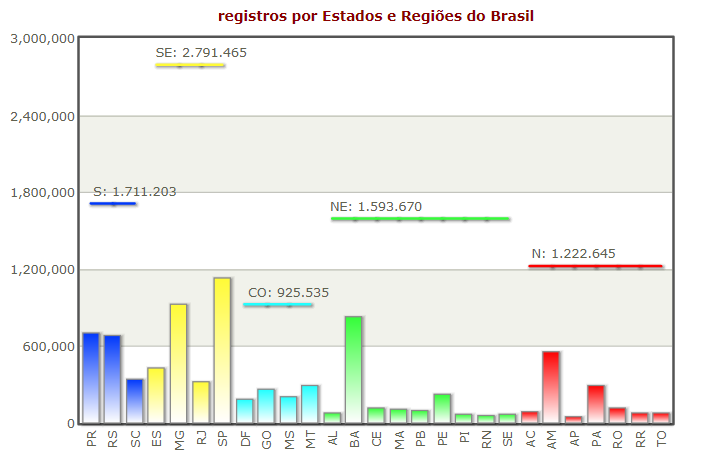 registros por Estados e Regiões do Brasil
3,000,000
SE: 2.791.465
2,400,000
1,800,000
S: 1.711.203
NE: 1.593.670
N: 1.222.645
1,200,000
CO: 925.535
600,000
0
PR RS SC ES MG RJ SP DF GO MS MT AL BA CE MA PB PE PI RN SE AC AM AP PA RO RR TO